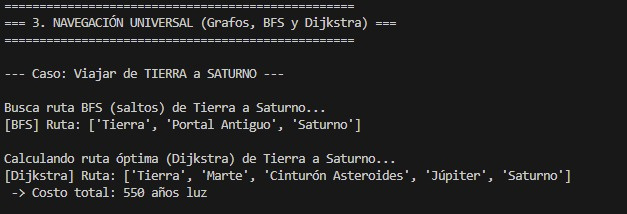 ==================================================
=== 3. NAVEGACIÓN UNIVERSAL (Grafos, BFS y Dijkstra) ===
==================================================
--- Caso: Viajar de TIERRA a SATURNO ---
Busca ruta BFS (saltos) de Tierra a Saturno...
[BFS] Ruta: ['Tierra', 'Portal Antiguo', 'Saturno']
Calculando ruta óptima (Dijkstra) de Tierra a Saturno...
[Dijkstra] Ruta: ['Tierra', 'Marte', 'Cinturón Asteroides', 'Júpiter', 'Saturno']
 -> Costo total: 550 años luz